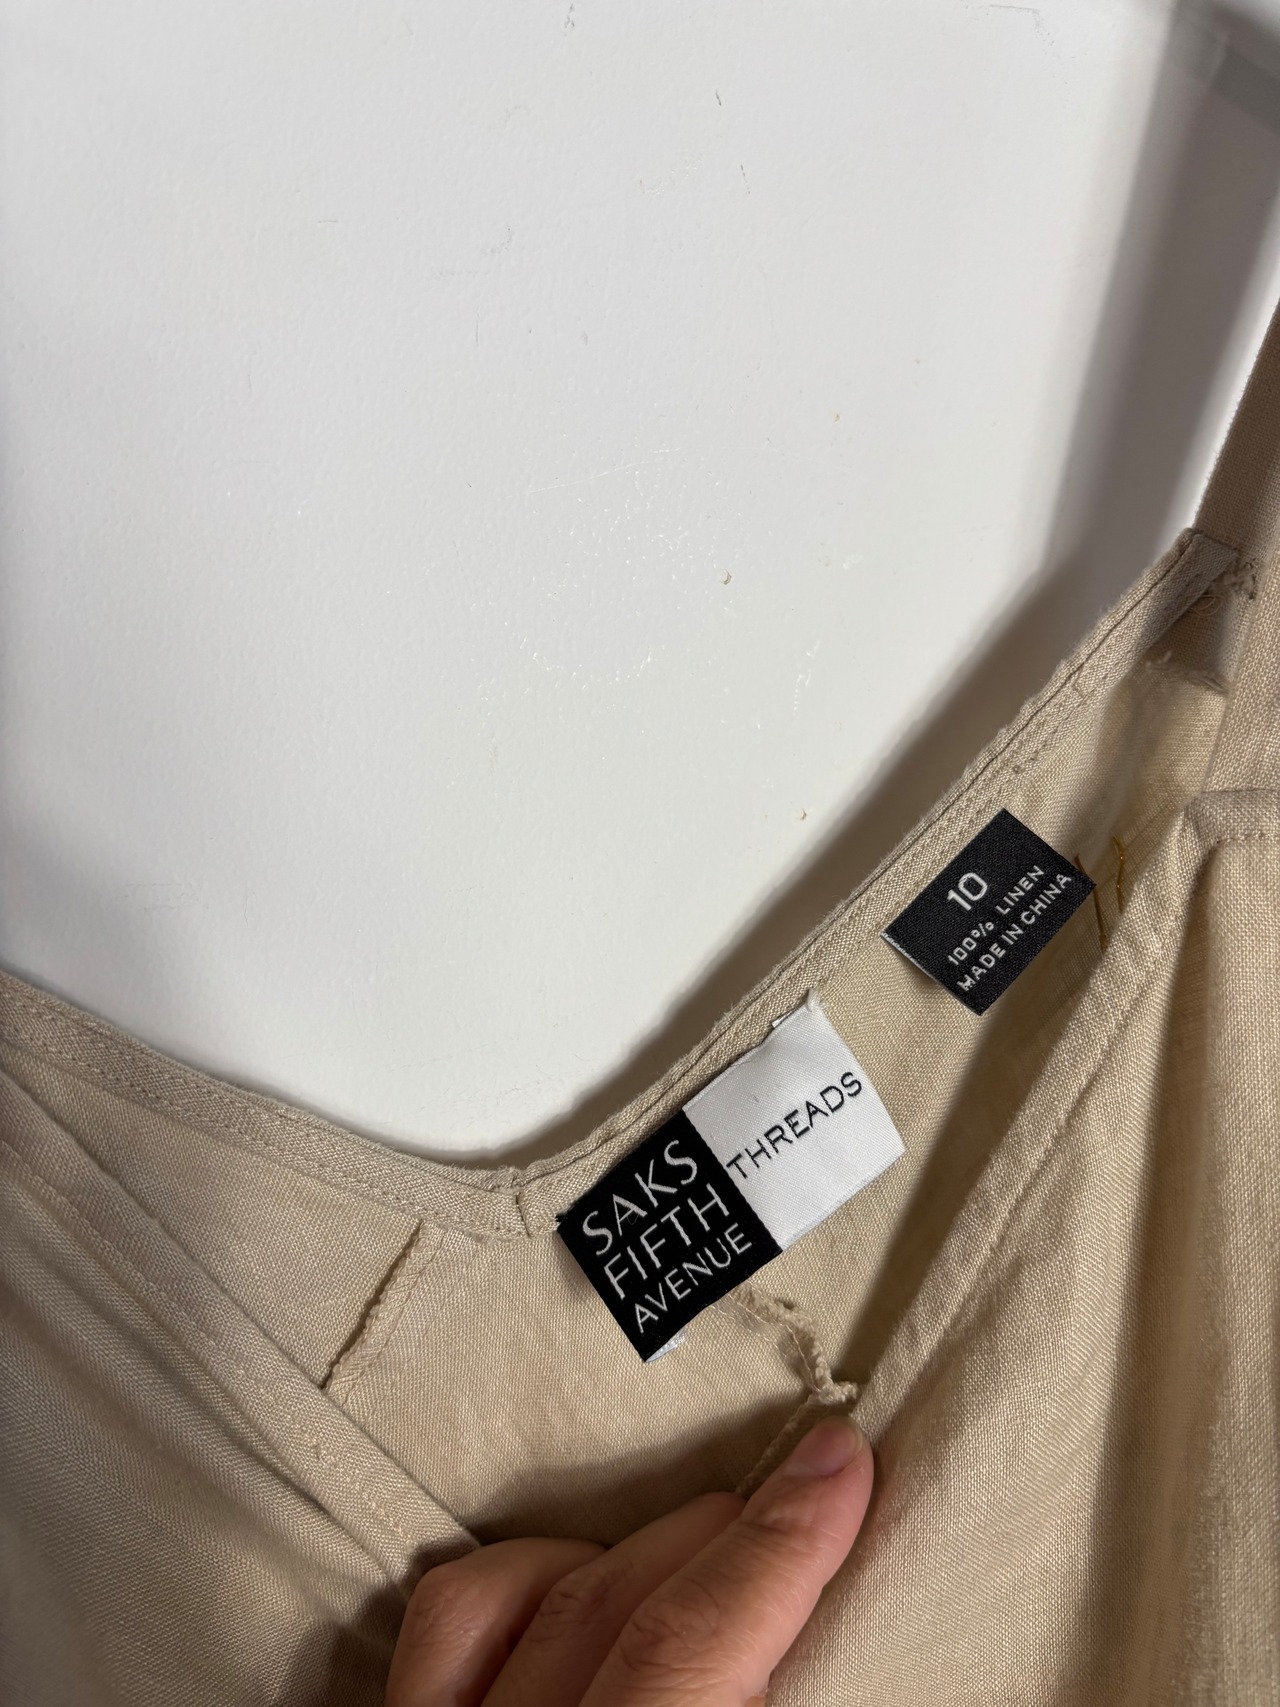 SAKS
FIFTH
AVENUE
THREADS
10
100% LINEN
MADE IN CHINA